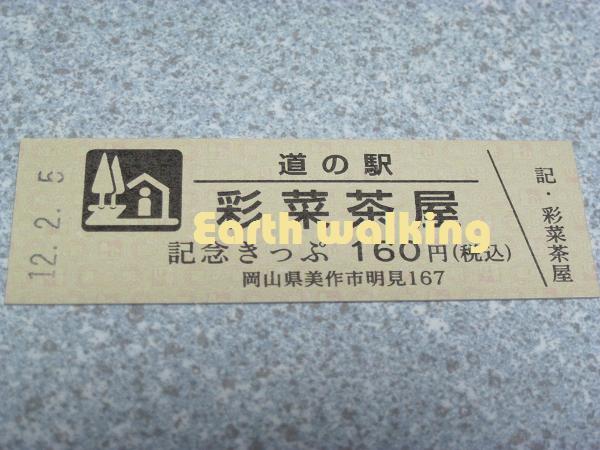 12.2.5
道の駅
彩菜茶屋
Earth walking
記念きっぷ 160円(税込)
岡山県美作市明見167
記・彩菜茶屋